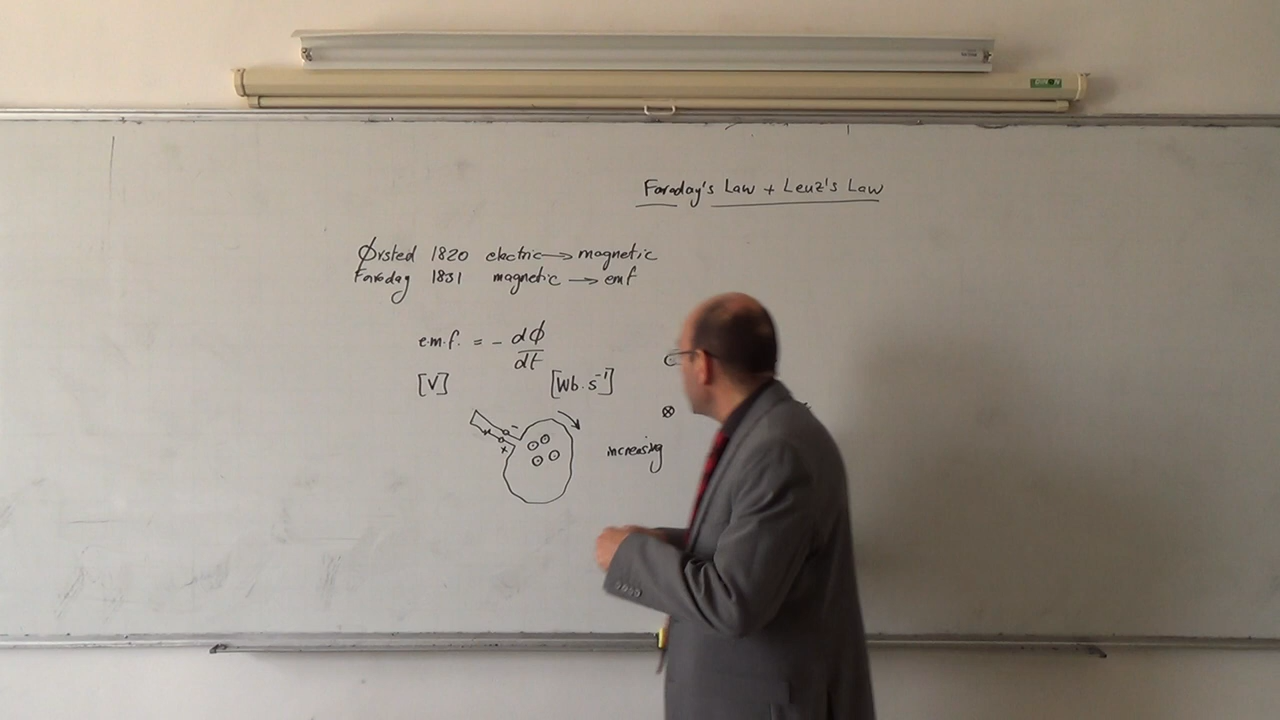 Faraday's Law + Lenz's Law
Ørsted 1820 electric → magnetic
Faraday 1831 magnetic → emf
e.m.f. = - dϕ/dt
[V] [Wb·s⁻¹]
increasing